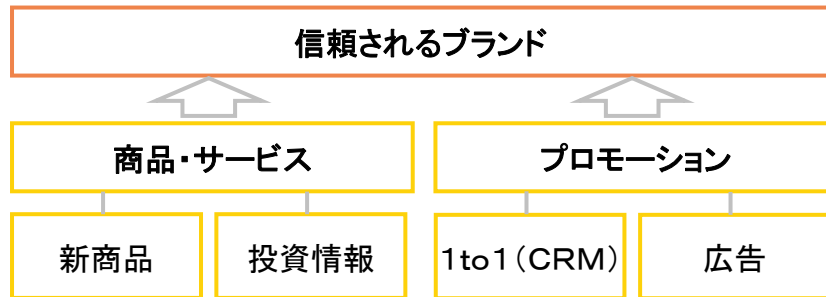 信頼されるブランド
商品・サービス
プロモーション
新商品
投資情報
1to1(CRM)
広告